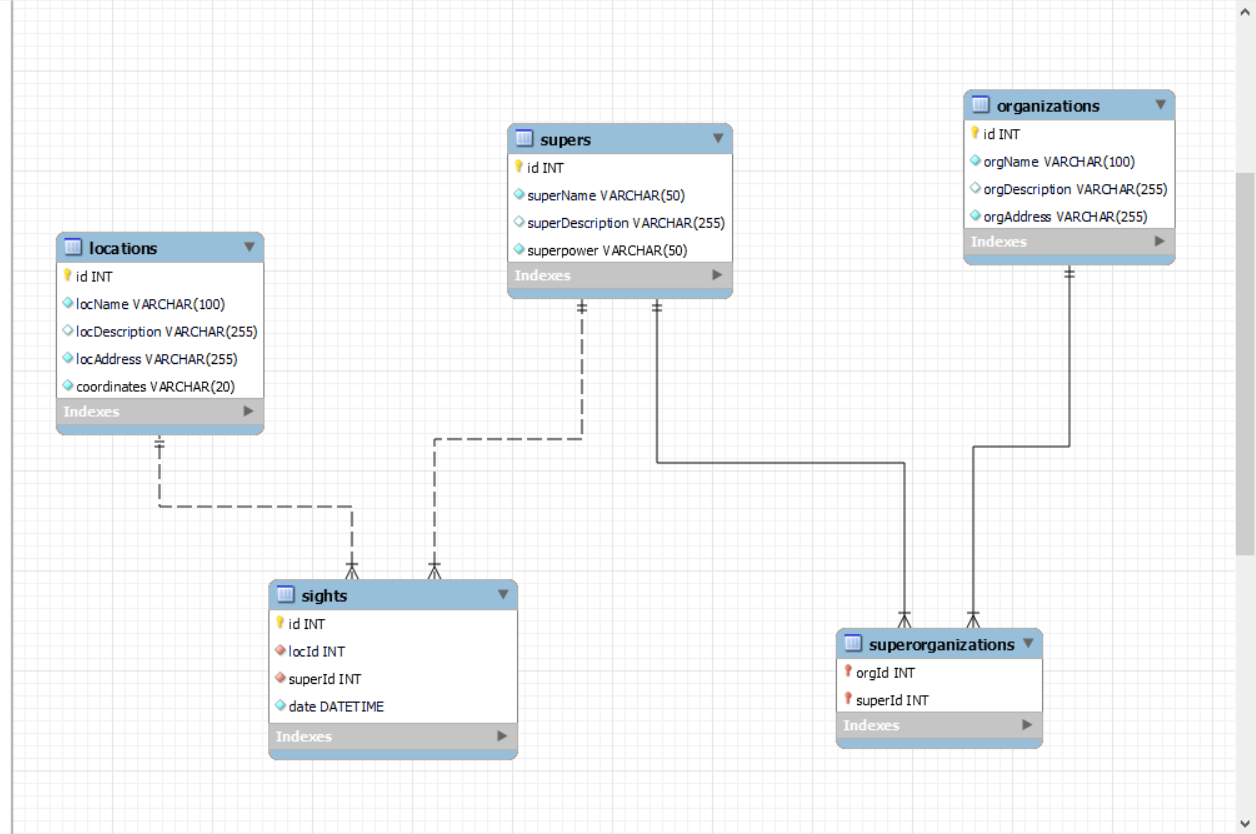 organizations
id INT
orgName VARCHAR(100)
orgDescription VARCHAR(255)
orgAddress VARCHAR(255)
Indexes
supers
id INT
superName VARCHAR(50)
superDescription VARCHAR(255)
superpower VARCHAR(50)
Indexes
locations
id INT
locName VARCHAR(100)
locDescription VARCHAR(255)
locAddress VARCHAR(255)
coordinates VARCHAR(20)
Indexes
sights
id INT
locId INT
superId INT
date DATETIME
Indexes
superorganizations
orgId INT
superId INT
Indexes